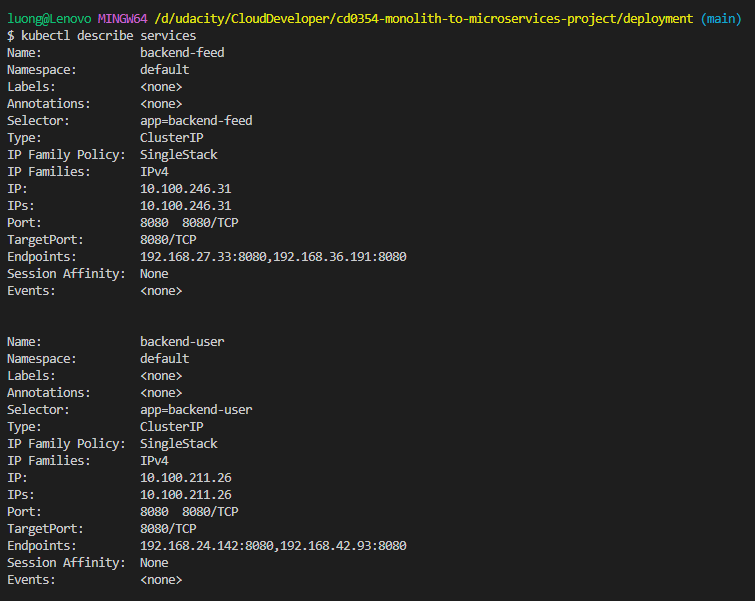 luong@Lenovo MINGW64 /d/udacity/CloudDeveloper/cd0354-monolith-to-microservices-project/deployment (main)
$ kubectl describe services
Name:              backend-feed
Namespace:         default
Labels:            <none>
Annotations:       <none>
Selector:          app=backend-feed
Type:              ClusterIP
IP Family Policy:  SingleStack
IP Families:       IPv4
IP:                10.100.246.31
IPs:               10.100.246.31
Port:              8080  8080/TCP
TargetPort:        8080/TCP
Endpoints:         192.168.27.33:8080,192.168.36.191:8080
Session Affinity:  None
Events:            <none>
Name:              backend-user
Namespace:         default
Labels:            <none>
Annotations:       <none>
Selector:          app=backend-user
Type:              ClusterIP
IP Family Policy:  SingleStack
IP Families:       IPv4
IP:                10.100.211.26
IPs:               10.100.211.26
Port:              8080  8080/TCP
TargetPort:        8080/TCP
Endpoints:         192.168.24.142:8080,192.168.42.93:8080
Session Affinity:  None
Events:            <none>